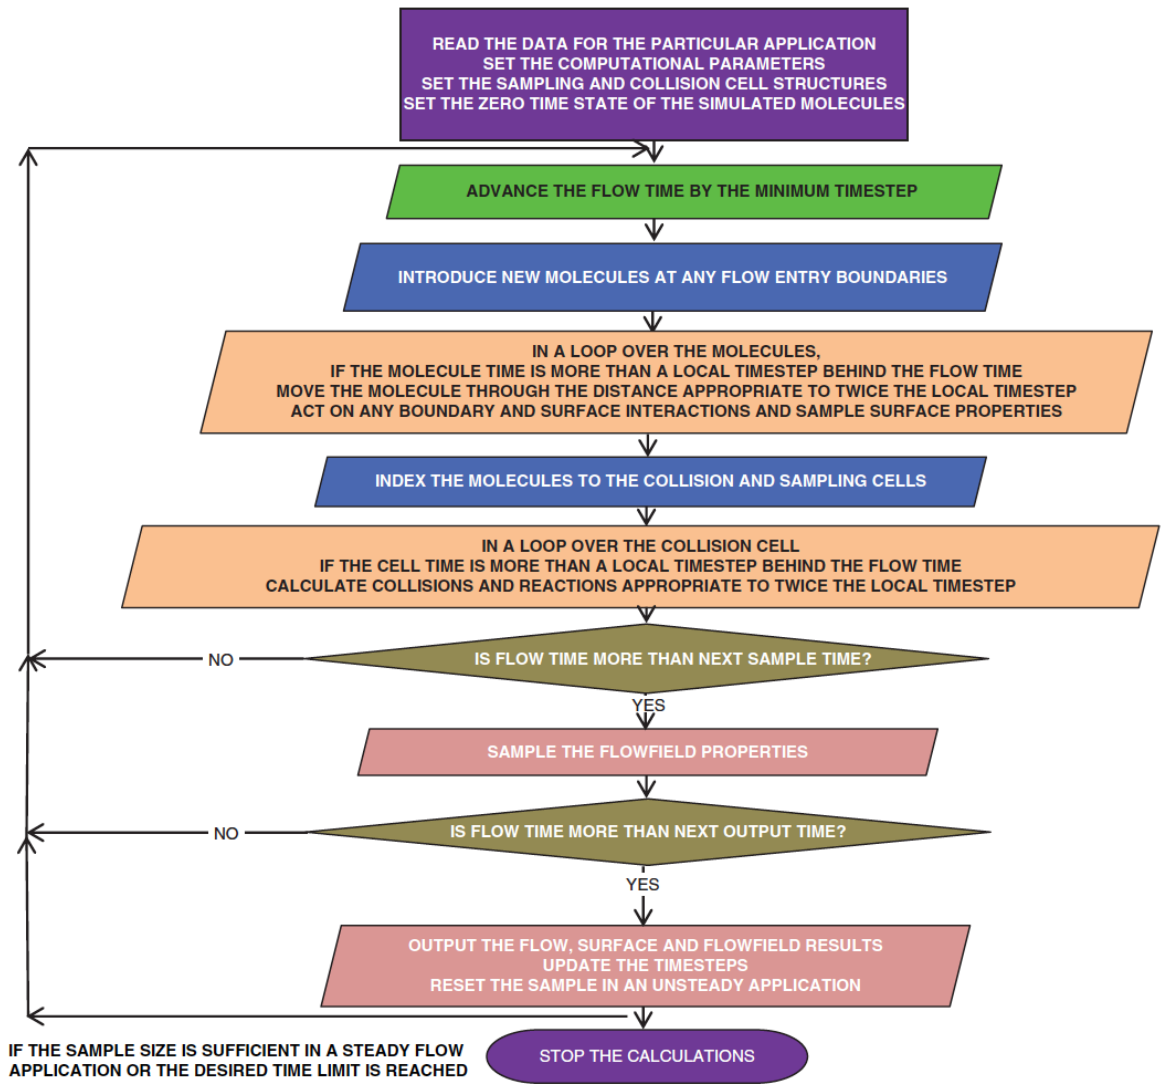 READ THE DATA FOR THE PARTICULAR APPLICATION
SET THE COMPUTATIONAL PARAMETERS
SET THE SAMPLING AND COLLISION CELL STRUCTURES
SET THE ZERO TIME STATE OF THE SIMULATED MOLECULES
ADVANCE THE FLOW TIME BY THE MINIMUM TIMESTEP
INTRODUCE NEW MOLECULES AT ANY FLOW ENTRY BOUNDARIES
IN A LOOP OVER THE MOLECULES,
IF THE MOLECULE TIME IS MORE THAN A LOCAL TIMESTEP BEHIND THE FLOW TIME
MOVE THE MOLECULE THROUGH THE DISTANCE APPROPRIATE TO TWICE THE LOCAL TIMESTEP
ACT ON ANY BOUNDARY AND SURFACE INTERACTIONS AND SAMPLE SURFACE PROPERTIES
INDEX THE MOLECULES TO THE COLLISION AND SAMPLING CELLS
IN A LOOP OVER THE COLLISION CELL
IF THE CELL TIME IS MORE THAN A LOCAL TIMESTEP BEHIND THE FLOW TIME
CALCULATE COLLISIONS AND REACTIONS APPROPRIATE TO TWICE THE LOCAL TIMESTEP
IS FLOW TIME MORE THAN NEXT SAMPLE TIME?
NO
YES
SAMPLE THE FLOWFIELD PROPERTIES
IS FLOW TIME MORE THAN NEXT OUTPUT TIME?
NO
YES
OUTPUT THE FLOW, SURFACE AND FLOWFIELD RESULTS
UPDATE THE TIMESTEPS
RESET THE SAMPLE IN AN UNSTEADY APPLICATION
IF THE SAMPLE SIZE IS SUFFICIENT IN A STEADY FLOW
APPLICATION OR THE DESIRED TIME LIMIT IS REACHED
STOP THE CALCULATIONS